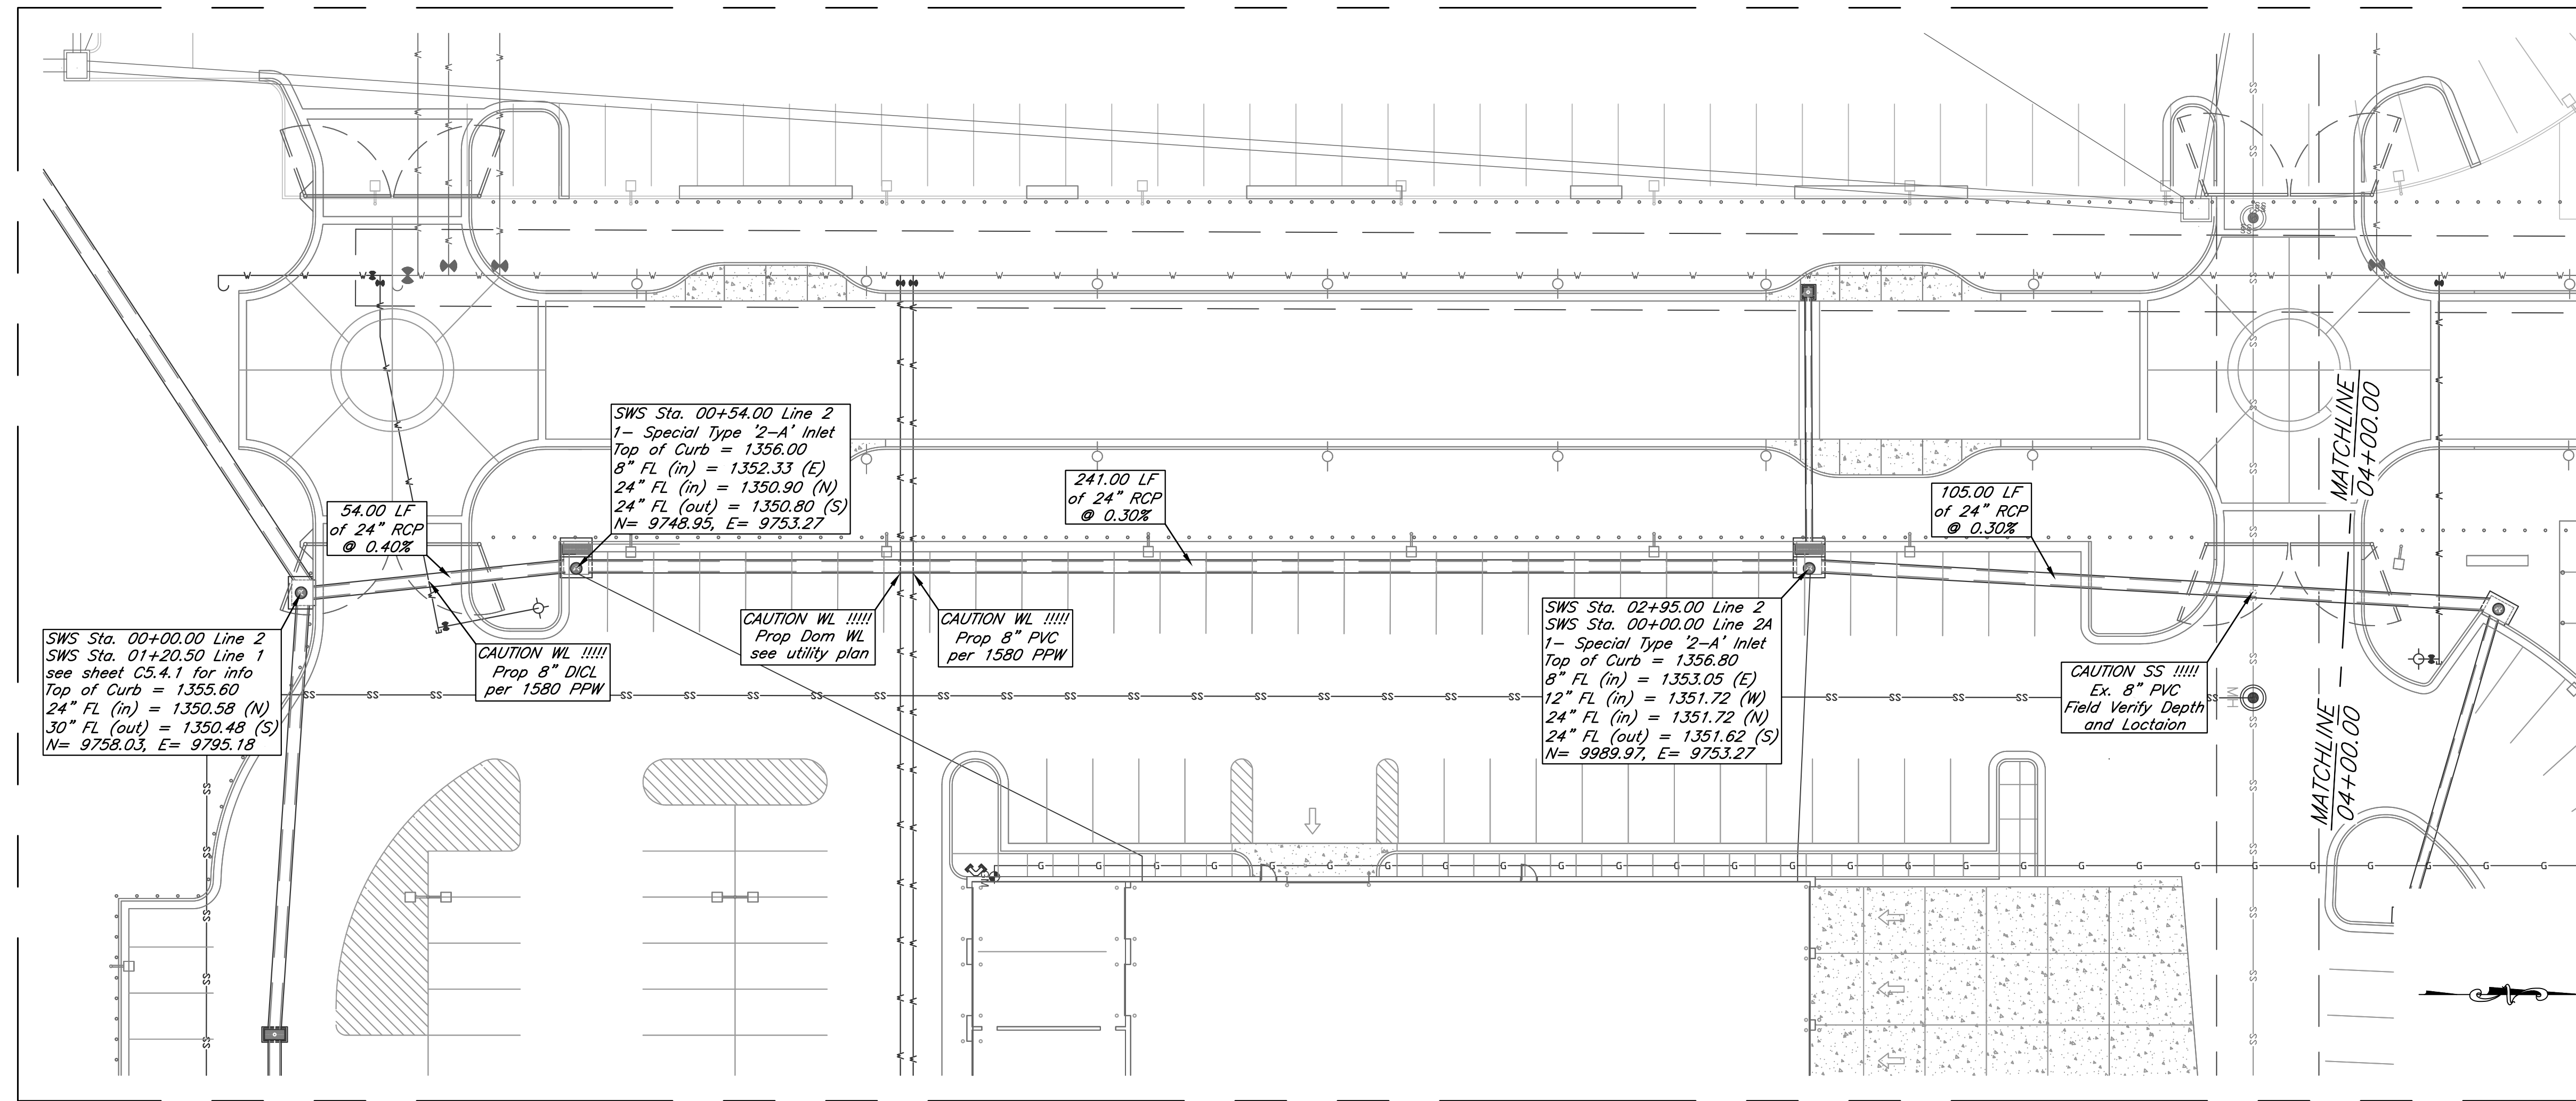 SWS Sta. 00+54.00 Line 2
1- Special Type '2-A' Inlet
Top of Curb = 1356.00
8" FL (in) = 1352.33 (E)
24" FL (in) = 1350.90 (N)
24" FL (out) = 1350.80 (S)
N= 9748.95, E= 9753.27
241.00 LF
of 24" RCP
@ 0.30%
105.00 LF
of 24" RCP
@ 0.30%
MATCHLINE
04+00.00
54.00 LF
of 24" RCP
@ 0.40%
SWS Sta. 00+00.00 Line 2
SWS Sta. 01+20.50 Line 1
see sheet C5.4.1 for info
Top of Curb = 1355.60
24" FL (in) = 1350.58 (N)
30" FL (out) = 1350.48 (S)
N= 9758.03, E= 9795.18
CAUTION WL !!!!!
Prop 8" DICL
per 1580 PPW
CAUTION WL !!!!!
Prop Dom WL
see utility plan
CAUTION WL !!!!!
Prop 8" PVC
per 1580 PPW
SWS Sta. 02+95.00 Line 2
SWS Sta. 00+00.00 Line 2A
1- Special Type '2-A' Inlet
Top of Curb = 1356.80
8" FL (in) = 1353.05 (E)
12" FL (in) = 1351.72 (W)
24" FL (in) = 1351.72 (N)
24" FL (out) = 1351.62 (S)
N= 9989.97, E= 9753.27
CAUTION SS !!!!!
Ex. 8" PVC
Field Verify Depth
and Loctaion
MH
MATCHLINE
04+00.00